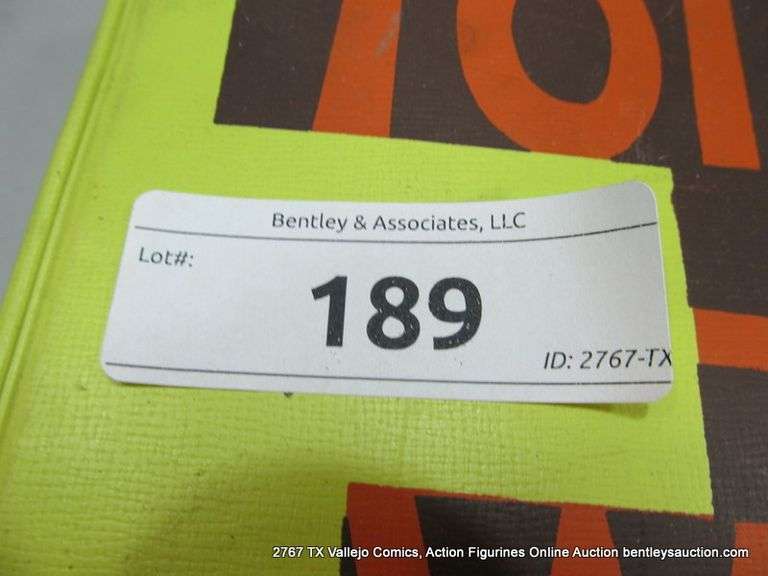 Bentley & Associates, LLC
Lot#:
189
ID: 2767-TX
2767 TX Vallejo Comics, Action Figurines Online Auction bentleysauction.com